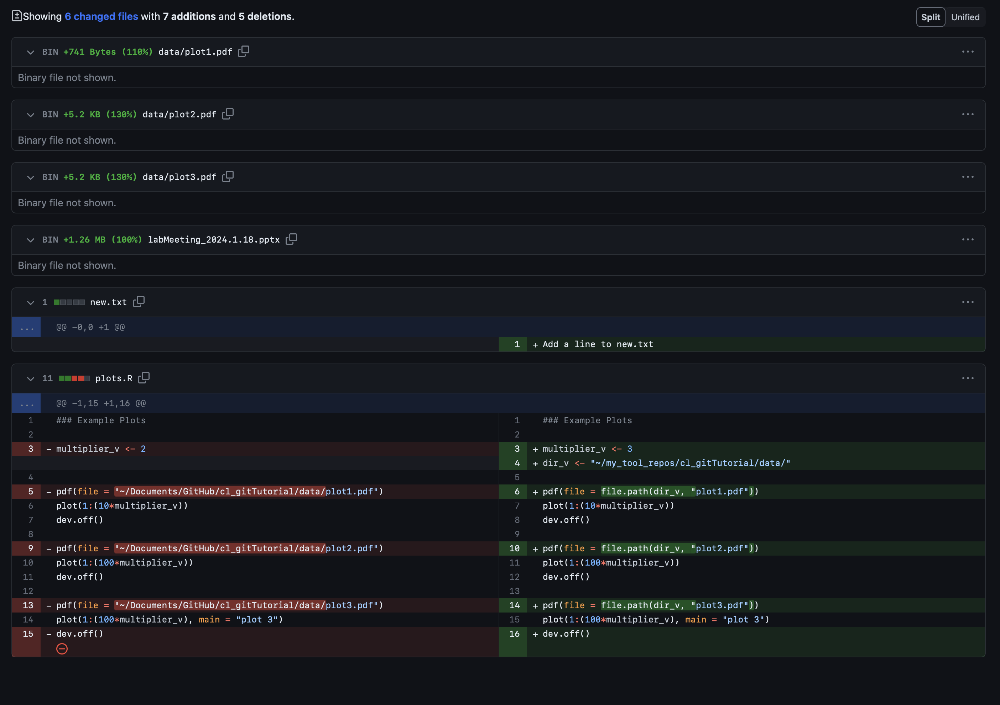 Showing 6 changed files with 7 additions and 5 deletions.
Split Unified
BIN +741 Bytes (110%) data/plot1.pdf
Binary file not shown.
BIN +5.2 KB (130%) data/plot2.pdf
Binary file not shown.
BIN +5.2 KB (130%) data/plot3.pdf
Binary file not shown.
BIN +1.26 MB (100%) labMeeting_2024.1.18.pptx
Binary file not shown.
1 new.txt
... @@ -0,0 +1 @@
1 + Add a line to new.txt
11 plots.R
... @@ -1,15 +1,16 @@
1 ### Example Plots 1 ### Example Plots
2 2
3 - multiplier_v <- 2 3 + multiplier_v <- 3
4 + dir_v <- "~/my_tool_repos/cl_gitTutorial/data/"
4 5
5 - pdf(file = "~/Documents/GitHub/cl_gitTutorial/data/plot1.pdf") 6 + pdf(file = file.path(dir_v, "plot1.pdf"))
6 plot(1:(10*multiplier_v)) 7 plot(1:(10*multiplier_v))
7 dev.off() 8 dev.off()
8 9
9 - pdf(file = "~/Documents/GitHub/cl_gitTutorial/data/plot2.pdf") 10 + pdf(file = file.path(dir_v, "plot2.pdf"))
10 plot(1:(100*multiplier_v)) 11 plot(1:(100*multiplier_v))
11 dev.off() 12 dev.off()
12 13
13 - pdf(file = "~/Documents/GitHub/cl_gitTutorial/data/plot3.pdf") 14 + pdf(file = file.path(dir_v, "plot3.pdf"))
14 plot(1:(100*multiplier_v), main = "plot 3") 15 plot(1:(100*multiplier_v), main = "plot 3")
15 - dev.off() 16 + dev.off()